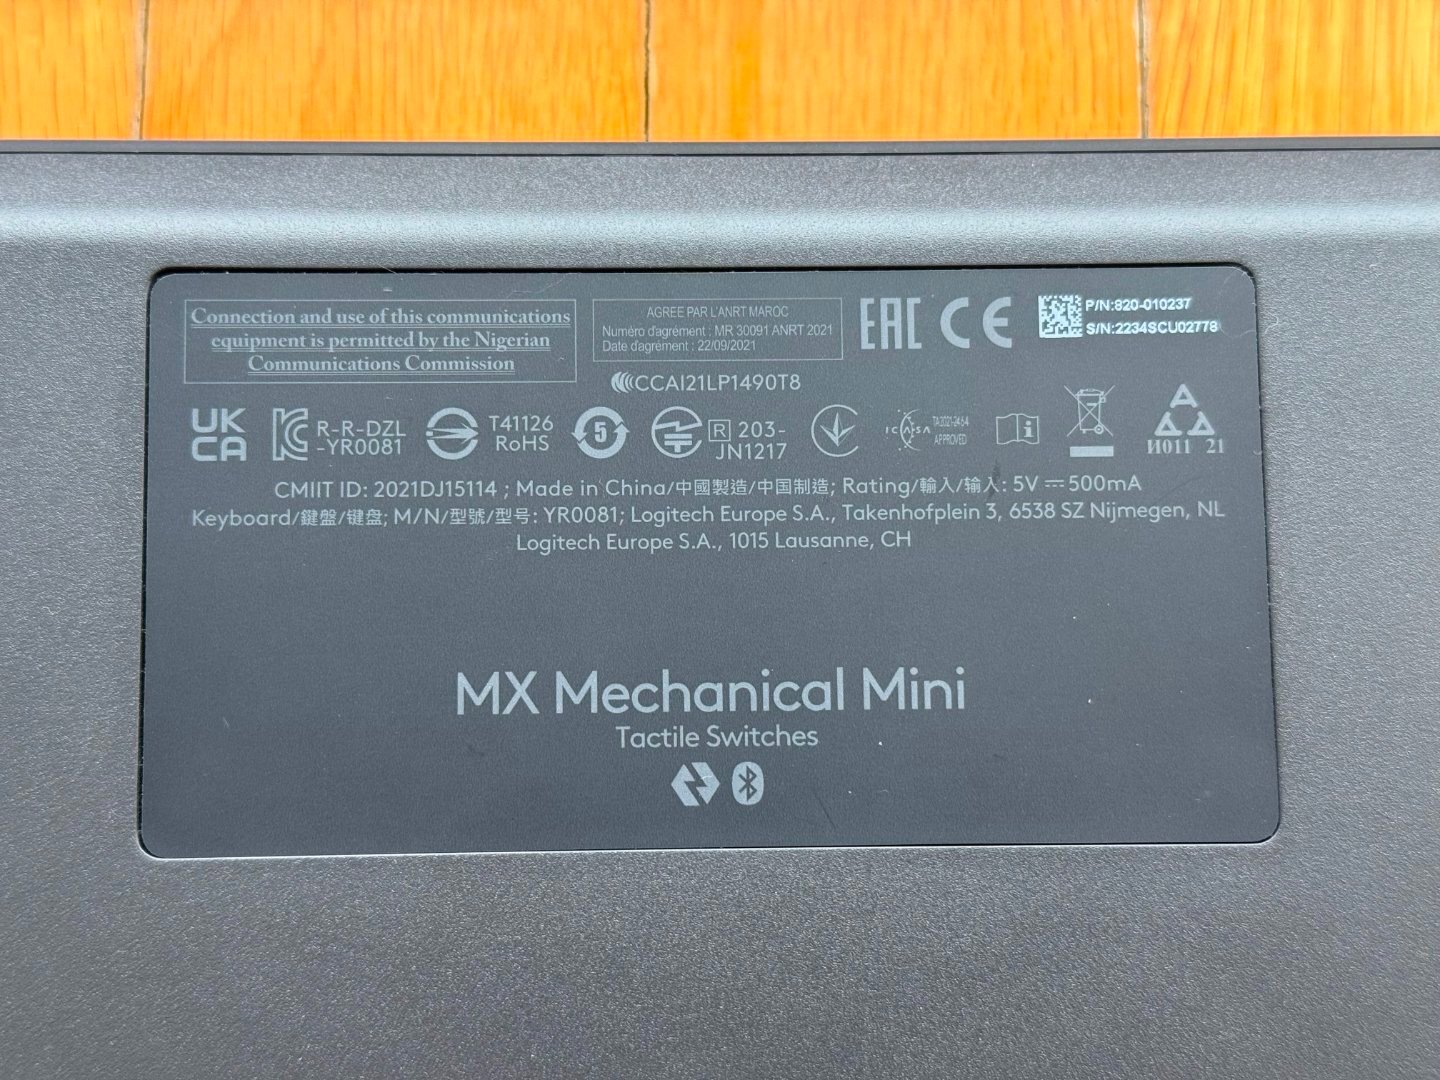 Connection and use of this communications
equipment is permitted by the Nigerian
Communications Commission
AGREE PAR L'ANRT MAROC
Numéro d'agrément : MR 30091 ANRT 2021
Date d'agrément : 22/09/2021
EAC CE
P/N:820-010237
S/N:2234SCU02778
CCAI21LP1490T8
UK
CA
R-R-DZL
-YR0081
T41126
RoHS
5
R 203-
JN1217
ICASA
TA2021-2464
APPROVED
i
A
И011 21
CMIIT ID: 2021DJ15114 ; Made in China/中國製造/中国制造; Rating/輸入/输入: 5V ⎓ 500mA
Keyboard/鍵盤/键盘; M/N/型號/型号: YR0081; Logitech Europe S.A., Takenhofplein 3, 6538 SZ Nijmegen, NL
Logitech Europe S.A., 1015 Lausanne, CH
MX Mechanical Mini
Tactile Switches